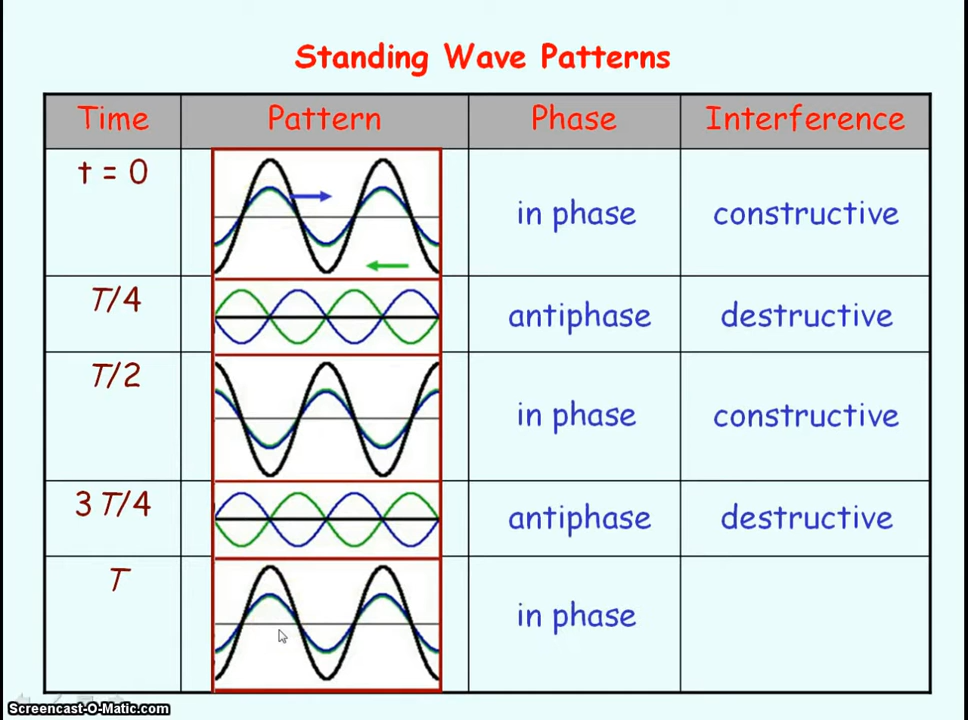 Standing Wave Patterns
Time Pattern Phase Interference
t = 0 in phase constructive
T/4 antiphase destructive
T/2 in phase constructive
3T/4 antiphase destructive
T in phase
Screencast-O-Matic.com